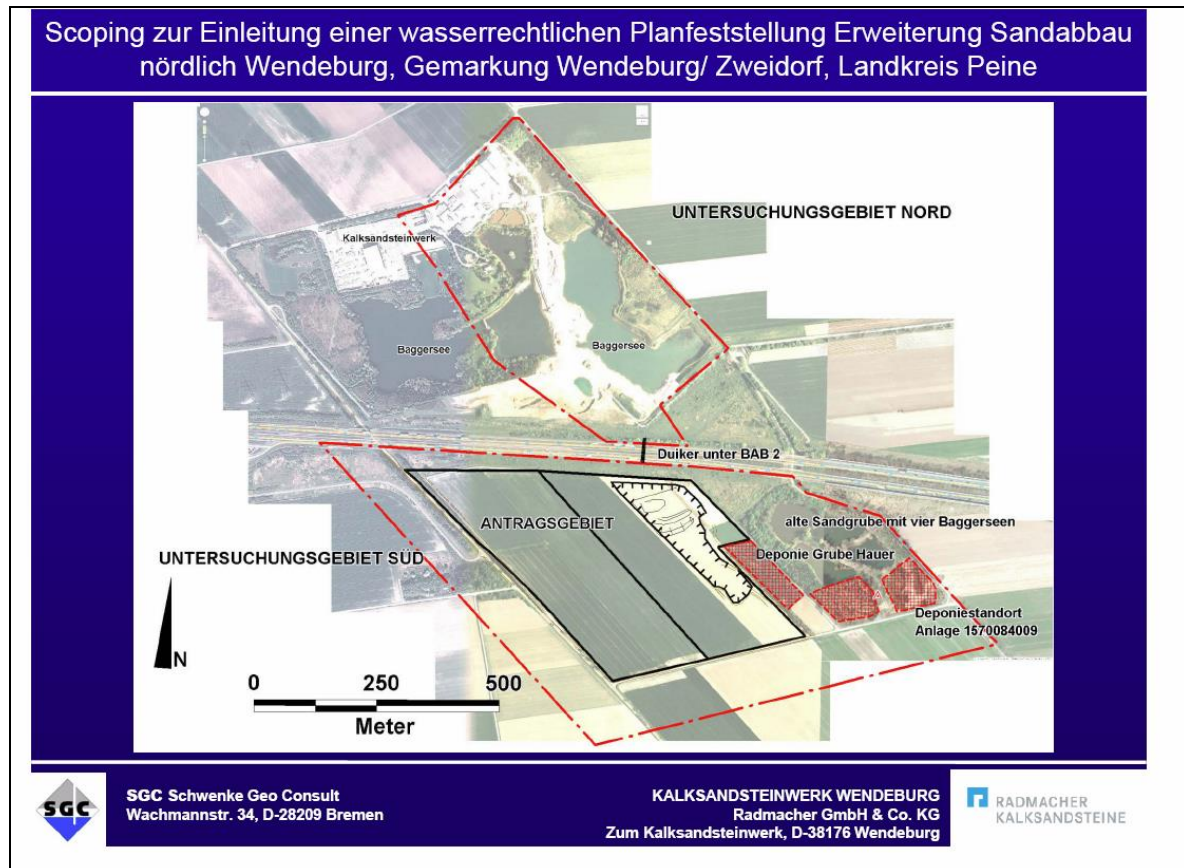 Scoping zur Einleitung einer wasserrechtlichen Planfeststellung Erweiterung Sandabbau
nördlich Wendeburg, Gemarkung Wendeburg/ Zweidorf, Landkreis Peine
UNTERSUCHUNGSGEBIET NORD
Kalksandsteinwerk
Baggersee
Baggersee
Duiker unter BAB 2
ANTRAGSGEBIET
alte Sandgrube mit vier Baggerseen
Deponie Grube Hauer
UNTERSUCHUNGSGEBIET SÜD
Deponiestandort
Anlage 1570084009
N
0 250 500
Meter
SGC
SGC Schwenke Geo Consult
Wachmannstr. 34, D-28209 Bremen
KALKSANDSTEINWERK WENDEBURG
Radmacher GmbH & Co. KG
Zum Kalksandsteinwerk, D-38176 Wendeburg
RADMACHER
KALKSANDSTEINE